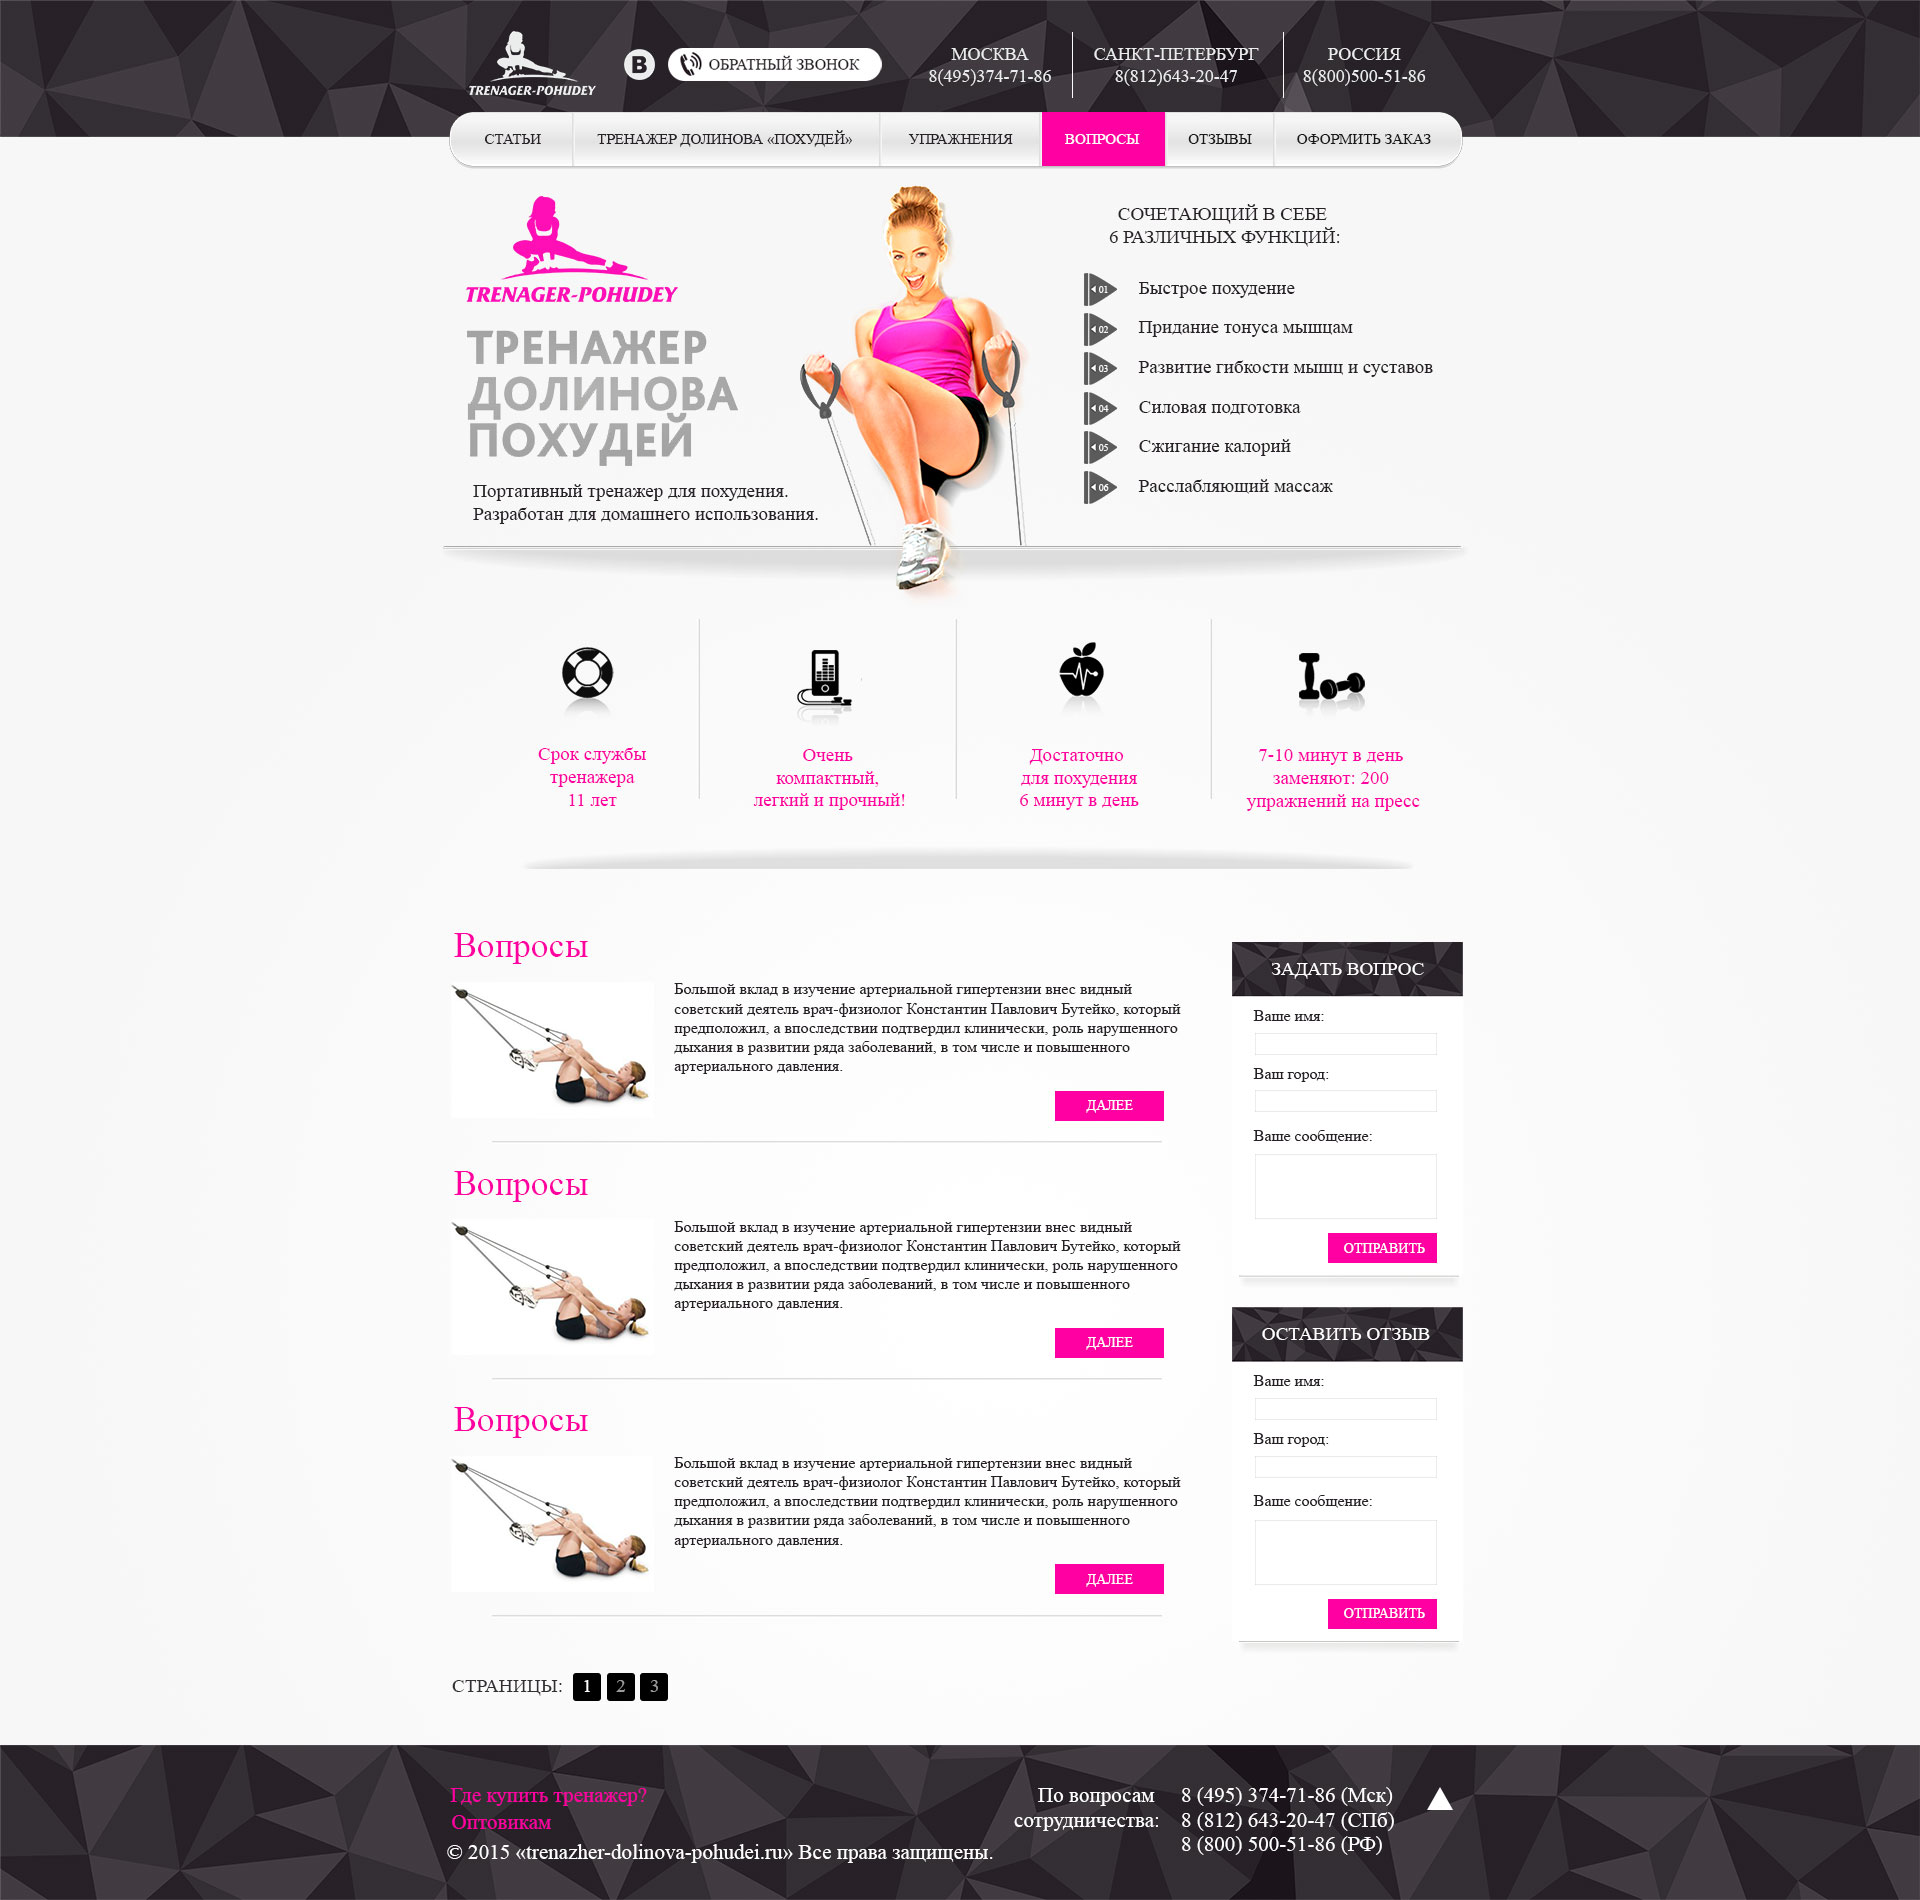 TRENAGER-POHUDEY
В
ОБРАТНЫЙ ЗВОНОК
МОСКВА
8(495)374-71-86
САНКТ-ПЕТЕРБУРГ
8(812)643-20-47
РОССИЯ
8(800)500-51-86
СТАТЬИ
ТРЕНАЖЕР ДОЛИНОВА «ПОХУДЕЙ»
УПРАЖНЕНИЯ
ВОПРОСЫ
ОТЗЫВЫ
ОФОРМИТЬ ЗАКАЗ
TRENAGER-POHUDEY
ТРЕНАЖЕР
ДОЛИНОВА
ПОХУДЕЙ
Портативный тренажер для похудения.
Разработан для домашнего использования.
СОЧЕТАЮЩИЙ В СЕБЕ
6 РАЗЛИЧНЫХ ФУНКЦИЙ:
01 Быстрое похудение
02 Придание тонуса мышцам
03 Развитие гибкости мышц и суставов
04 Силовая подготовка
05 Сжигание калорий
06 Расслабляющий массаж
Срок службы
тренажера
11 лет
Очень
компактный,
легкий и прочный!
Достаточно
для похудения
6 минут в день
7-10 минут в день
заменяют: 200
упражнений на пресс
Вопросы
Большой вклад в изучение артериальной гипертензии внес видный
советский деятель врач-физиолог Константин Павлович Бутейко, который
предположил, а впоследствии подтвердил клинически, роль нарушенного
дыхания в развитии ряда заболеваний, в том числе и повышенного
артериального давления.
ДАЛЕЕ
Вопросы
Большой вклад в изучение артериальной гипертензии внес видный
советский деятель врач-физиолог Константин Павлович Бутейко, который
предположил, а впоследствии подтвердил клинически, роль нарушенного
дыхания в развитии ряда заболеваний, в том числе и повышенного
артериального давления.
ДАЛЕЕ
Вопросы
Большой вклад в изучение артериальной гипертензии внес видный
советский деятель врач-физиолог Константин Павлович Бутейко, который
предположил, а впоследствии подтвердил клинически, роль нарушенного
дыхания в развитии ряда заболеваний, в том числе и повышенного
артериального давления.
ДАЛЕЕ
СТРАНИЦЫ: 1 2 3
ЗАДАТЬ ВОПРОС
Ваше имя:
Ваш город:
Ваше сообщение:
ОТПРАВИТЬ
ОСТАВИТЬ ОТЗЫВ
Ваше имя:
Ваш город:
Ваше сообщение:
ОТПРАВИТЬ
Где купить тренажер?
Оптовикам
© 2015 «trenazher-dolinova-pohudei.ru» Все права защищены.
По вопросам
сотрудничества:
8 (495) 374-71-86 (Мск)
8 (812) 643-20-47 (СПб)
8 (800) 500-51-86 (РФ)